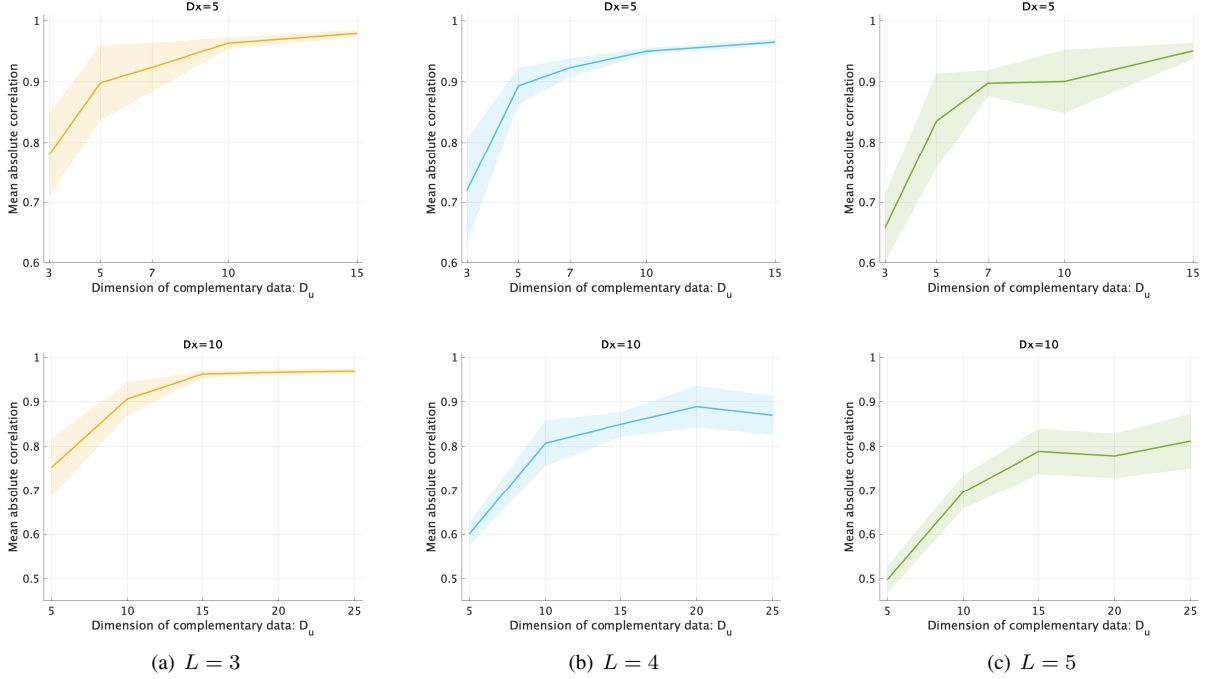 Dx=5
Mean absolute correlation
1
0.9
0.8
0.7
0.6
3 5 7 10 15
Dimension of complementary data: D_u
Dx=5
Mean absolute correlation
1
0.9
0.8
0.7
0.6
3 5 7 10 15
Dimension of complementary data: D_u
Dx=5
Mean absolute correlation
1
0.9
0.8
0.7
0.6
3 5 7 10 15
Dimension of complementary data: D_u
Dx=10
Mean absolute correlation
1
0.9
0.8
0.7
0.6
0.5
5 10 15 20 25
Dimension of complementary data: D_u
(a) L = 3
Dx=10
Mean absolute correlation
1
0.9
0.8
0.7
0.6
0.5
5 10 15 20 25
Dimension of complementary data: D_u
(b) L = 4
Dx=10
Mean absolute correlation
1
0.9
0.8
0.7
0.6
0.5
5 10 15 20 25
Dimension of complementary data: D_u
(c) L = 5